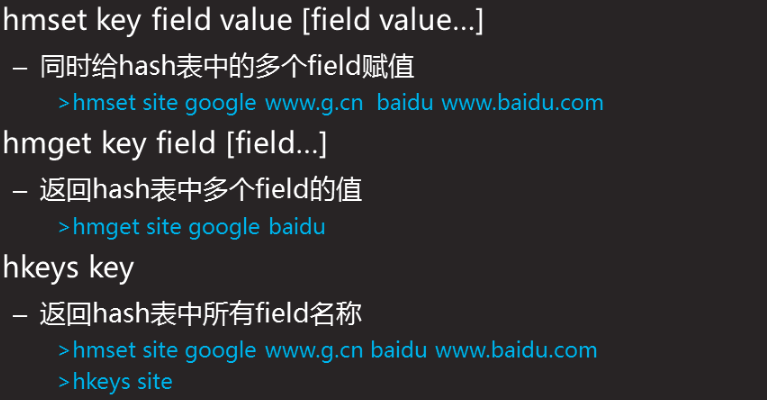 hmset key field value [field value...]
– 同时给hash表中的多个field赋值
>hmset site google www.g.cn baidu www.baidu.com
hmget key field [field...]
– 返回hash表中多个field的值
>hmget site google baidu
hkeys key
– 返回hash表中所有field名称
>hmset site google www.g.cn baidu www.baidu.com
>hkeys site